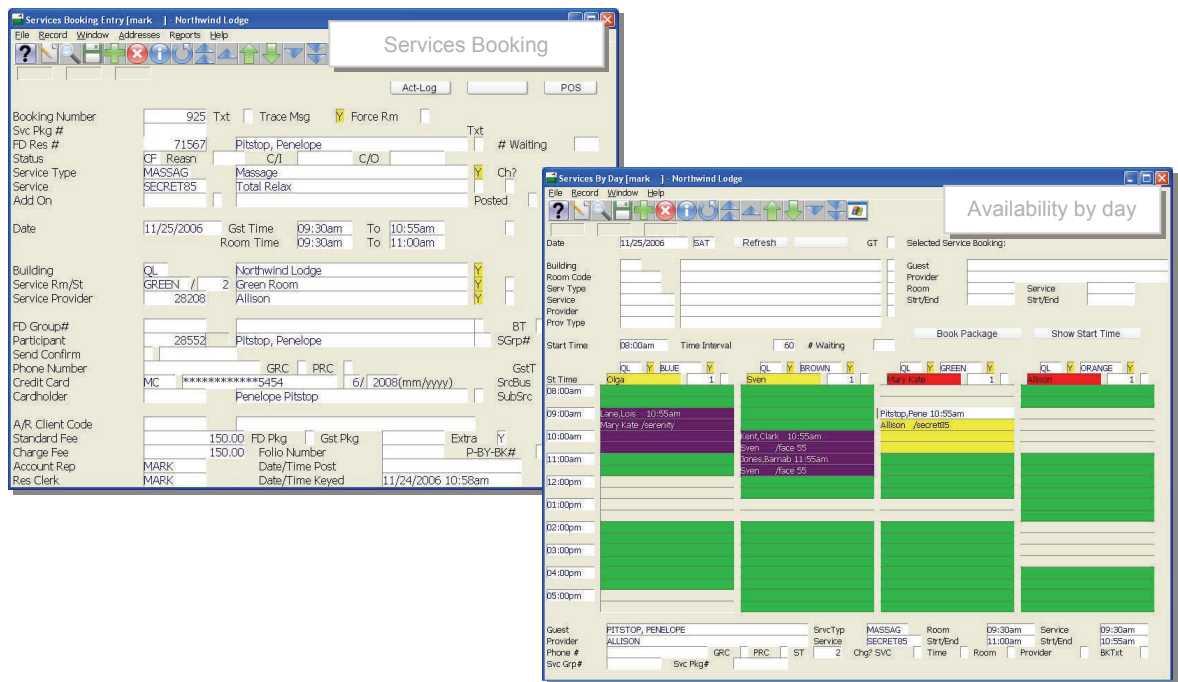 Services Booking Entry [mark ] - Northwind Lodge
File Record Window Addresses Reports Help
Services Booking
Act-Log POS
Booking Number 925 Txt Trace Msg Y Force Rm
Svc Pkg # Txt
FD Res # 71567 Pitstop, Penelope # Waiting
Status CF Reasn C/I C/O
Service Type MASSAG Massage Y Ch?
Service SECRET85 Total Relax
Add On Posted
Date 11/25/2006 Gst Time 09:30am To 10:55am
Room Time 09:30am To 11:00am
Building QL Northwind Lodge Y
Service Rm/St GREEN / 2 Green Room Y
Service Provider 28208 Allison Y
FD Group# BT
Participant 28552 Pitstop, Penelope SGrp#
Send Confirm
Phone Number GRC PRC GstT
Credit Card MC ************5454 6/ 2008(mm/yyyy) SrcBus
Cardholder Penelope Pitstop SubSrc
A/R Client Code
Standard Fee 150.00 FD Pkg Gst Pkg Extra Y
Charge Fee 150.00 Folio Number P-BY-BK#
Account Rep MARK Date/Time Post
Res Clerk MARK Date/Time Keyed 11/24/2006 10:58am
Services By Day [mark ] - Northwind Lodge
File Record Window Help
Availability by day
Date 11/25/2006 SAT Refresh GT Selected Service Booking:
Building Guest
Room Code Provider
Serv Type Room Service
Service Strt/End Strt/End
Provider
Prov Type
Book Package Show Start Time
Start Time 08:00am Time Interval 60 # Waiting
QL Y BLUE Y QL Y BROWN Y QL Y GREEN Y QL Y ORANGE Y
St Time Olga 1 Sven 1 Mary Kate 1 Allison 1
08:00am
09:00am Lane,Lois 10:55am Pitstop,Pene 10:55am
Mary Kate /serenity Allison /secret85
10:00am Kent,Clark 10:55am
Sven /face 55
11:00am Jones,Barnab 11:55am
Sven /face 55
12:00pm
01:00pm
02:00pm
03:00pm
04:00pm
05:00pm
Guest PITSTOP, PENELOPE SrvcTyp MASSAG Room 09:30am Service 09:30am
Provider ALLISON Service SECRET85 Strt/End 11:00am Strt/End 10:55am
Phone # GRC PRC ST 2 Chg? SVC Time Room Provider BKTxt
Svc Grp# Svc Pkg#